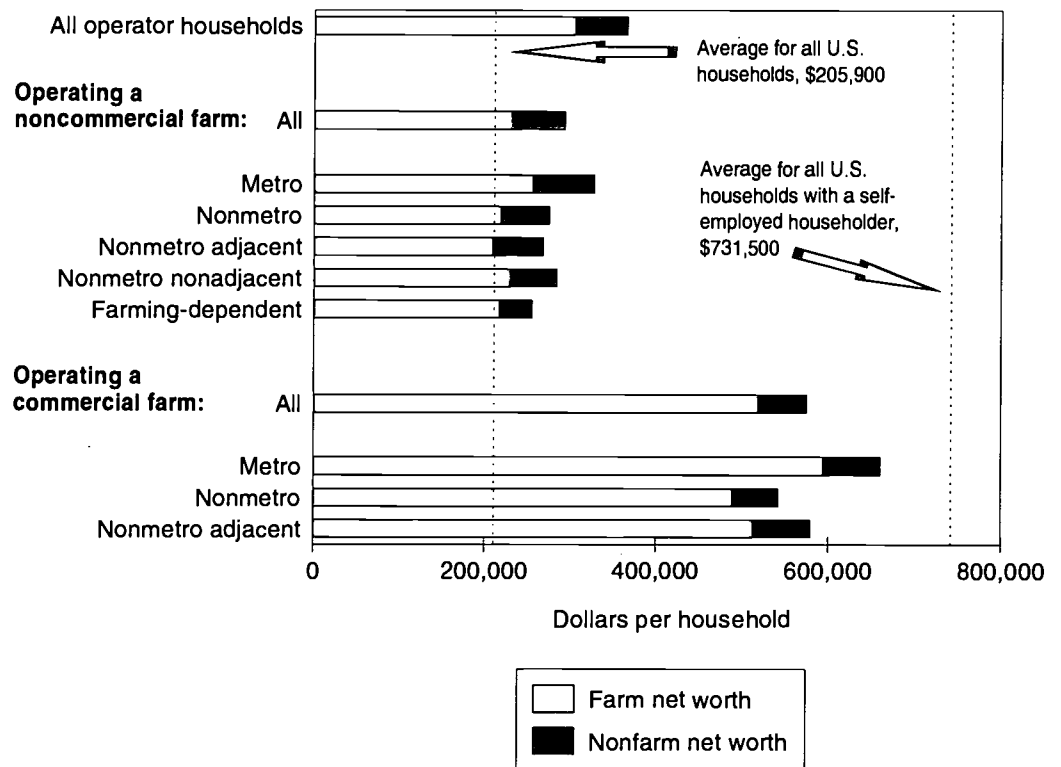 All operator households
Average for all U.S.
households, $205,900
Operating a
noncommercial farm: All
Metro
Nonmetro
Nonmetro adjacent
Nonmetro nonadjacent
Farming-dependent
Average for all U.S.
households with a self-
employed householder,
$731,500
Operating a
commercial farm: All
Metro
Nonmetro
Nonmetro adjacent
0 200,000 400,000 600,000 800,000
Dollars per household
Farm net worth
Nonfarm net worth